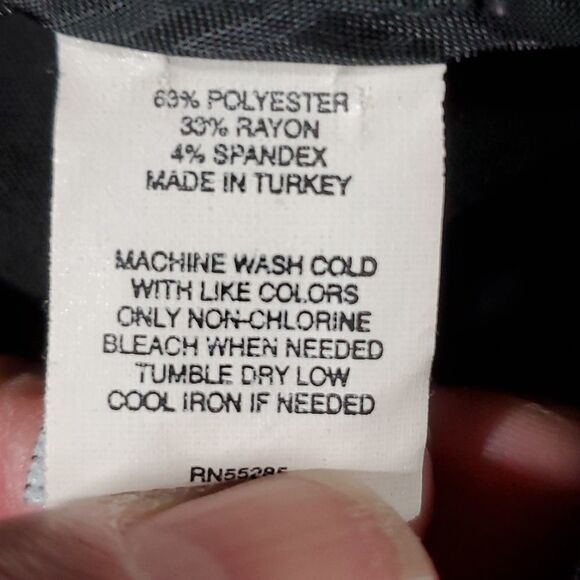 63% POLYESTER
33% RAYON
4% SPANDEX
MADE IN TURKEY
MACHINE WASH COLD
WITH LIKE COLORS
ONLY NON-CHLORINE
BLEACH WHEN NEEDED
TUMBLE DRY LOW
COOL IRON IF NEEDED
RN55285